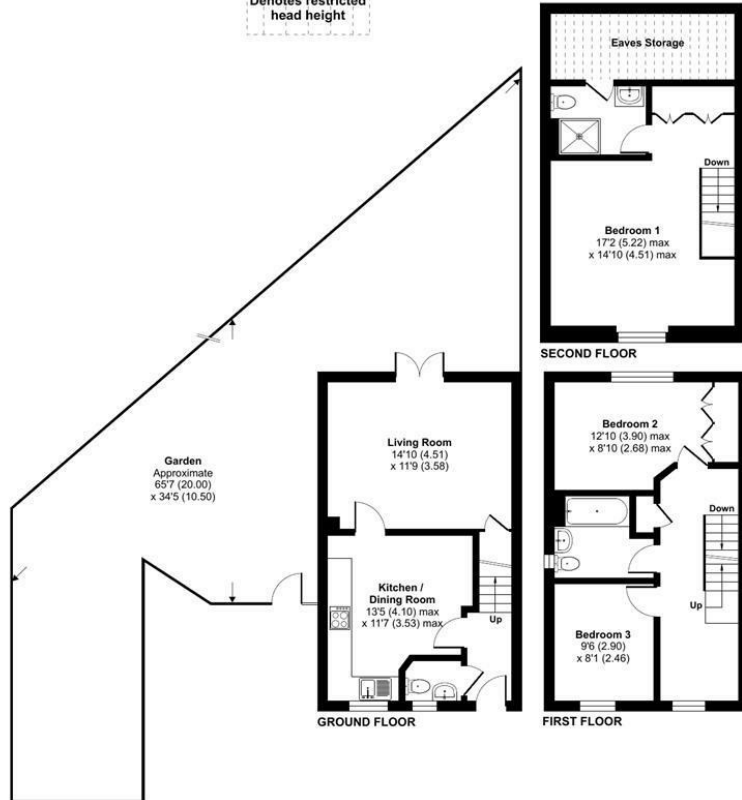 Denotes restricted
head height
Eaves Storage
Down
Bedroom 1
17'2 (5.22) max
x 14'10 (4.51) max
SECOND FLOOR
Living Room
14'10 (4.51)
x 11'9 (3.58)
Bedroom 2
12'10 (3.90) max
x 8'10 (2.68) max
Garden
Approximate
65'7 (20.00)
x 34'5 (10.50)
Down
Kitchen /
Dining Room
13'5 (4.10) max
x 11'7 (3.53) max
Up
Up
Bedroom 3
9'6 (2.90)
x 8'1 (2.46)
GROUND FLOOR
FIRST FLOOR